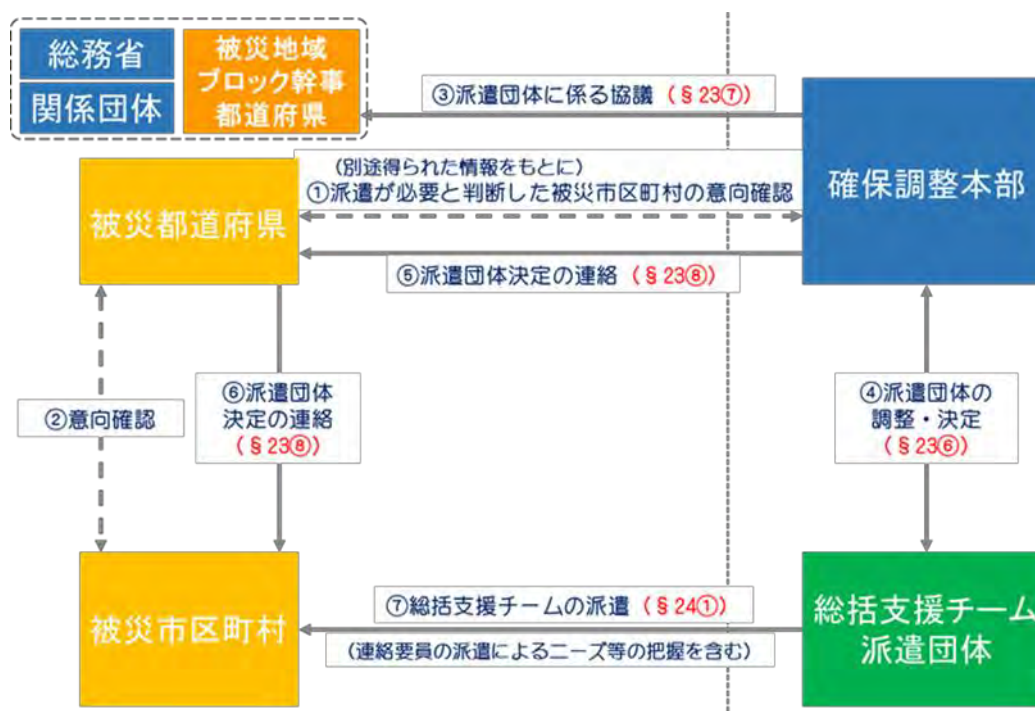 総務省
関係団体
被災地域
ブロック幹事
都道府県
③派遣団体に係る協議（§23⑦）
(別途得られた情報をもとに)
①派遣が必要と判断した被災市区町村の意向確認
確保調整本部
被災都道府県
⑤派遣団体決定の連絡（§23⑧）
②意向確認
⑥派遣団体
決定の連絡
（§23⑧）
④派遣団体の
調整・決定
（§23⑥）
被災市区町村
⑦総括支援チームの派遣（§24①）
(連絡要員の派遣によるニーズ等の把握を含む)
総括支援チーム
派遣団体